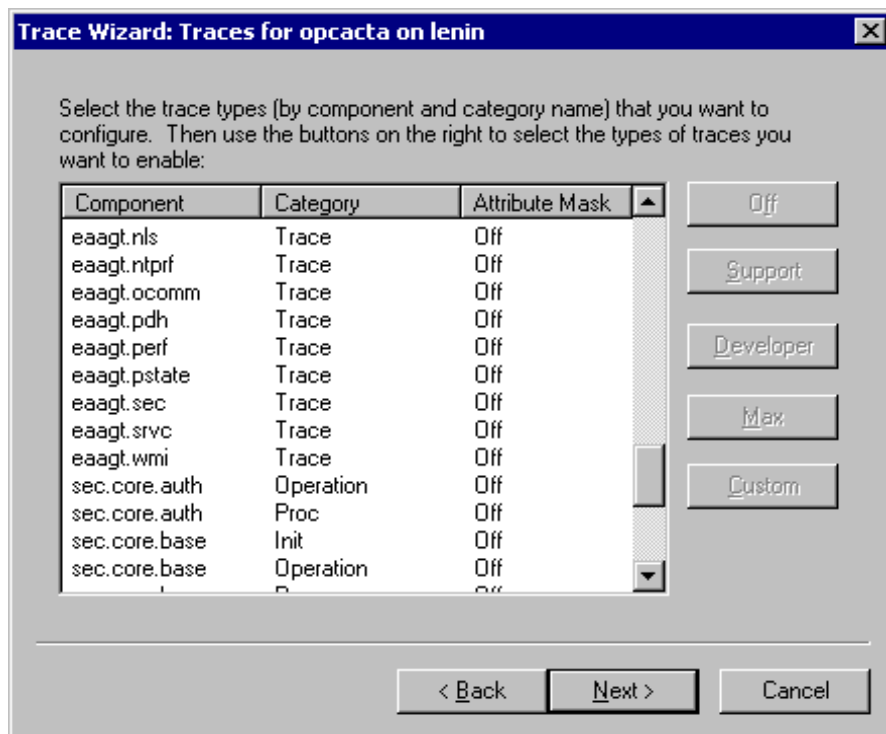 Trace Wizard: Traces for opcacta on lenin
Select the trace types (by component and category name) that you want to
configure. Then use the buttons on the right to select the types of traces you
want to enable:
Component Category Attribute Mask
eaagt.nls Trace Off
eaagt.ntprf Trace Off
eaagt.ocomm Trace Off
eaagt.pdh Trace Off
eaagt.perf Trace Off
eaagt.pstate Trace Off
eaagt.sec Trace Off
eaagt.srvc Trace Off
eaagt.wmi Trace Off
sec.core.auth Operation Off
sec.core.auth Proc Off
sec.core.base Init Off
sec.core.base Operation Off
Off
Support
Developer
Max
Custom
< Back Next > Cancel